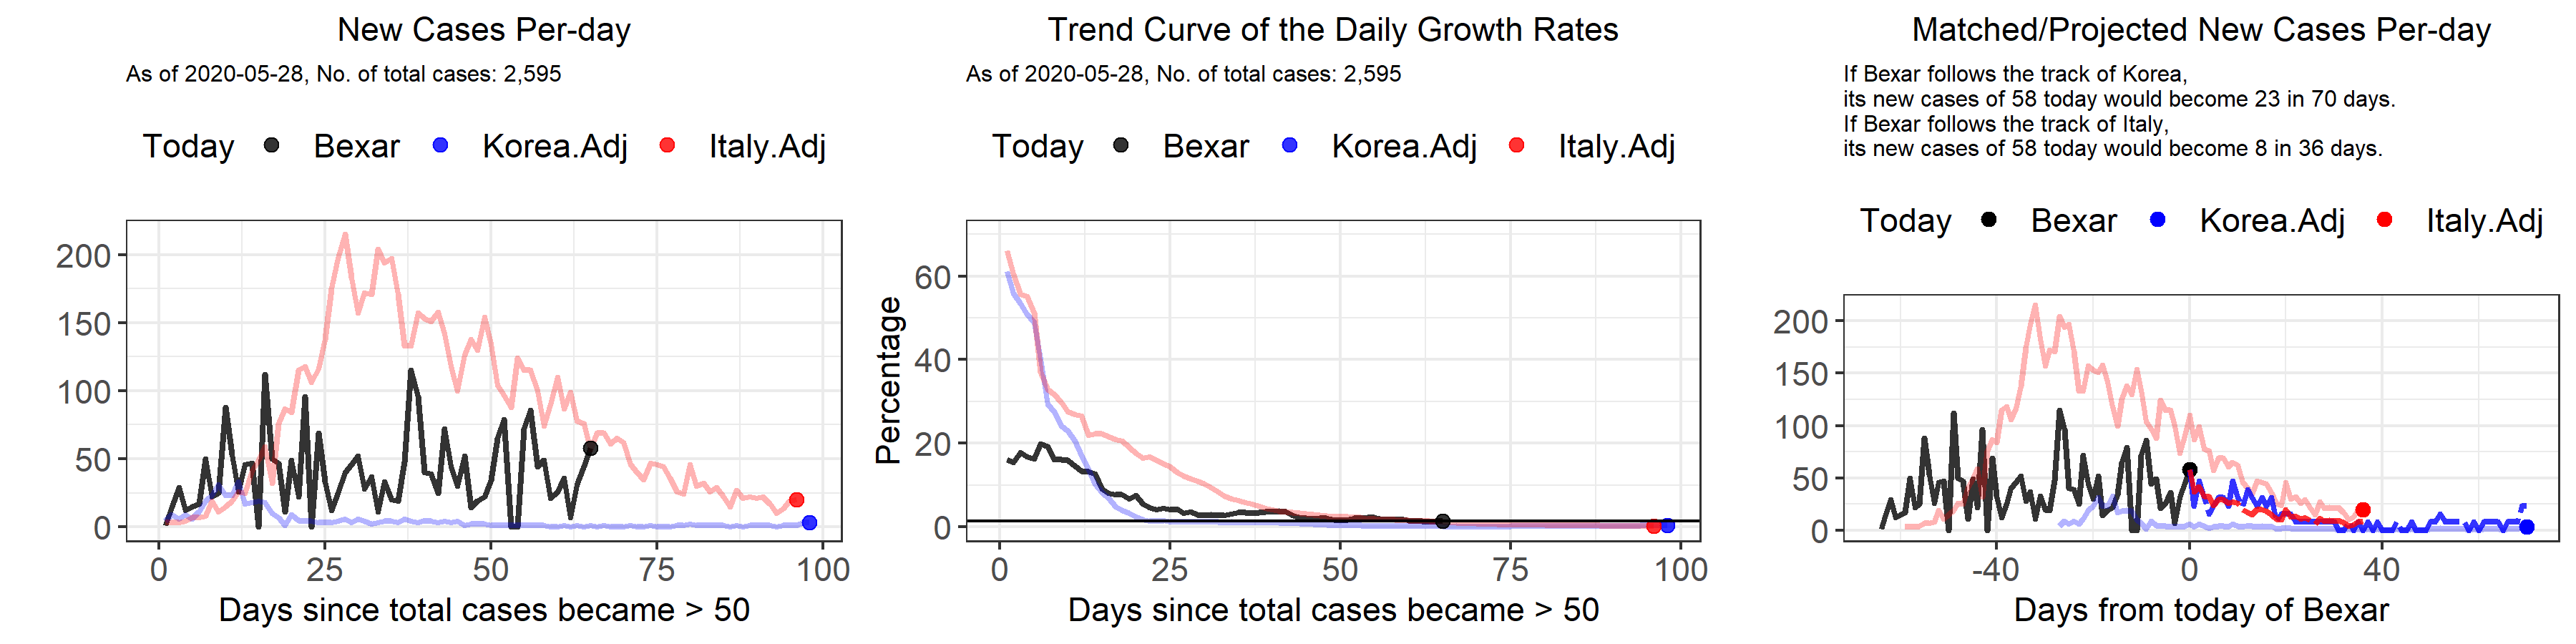 New Cases Per-day
As of 2020-05-28, No. of total cases: 2,595
Today Bexar Korea.Adj Italy.Adj
200
150
100
50
0
0 25 50 75 100
Days since total cases became > 50
Trend Curve of the Daily Growth Rates
As of 2020-05-28, No. of total cases: 2,595
Today Bexar Korea.Adj Italy.Adj
Percentage
60
40
20
0
0 25 50 75 100
Days since total cases became > 50
Matched/Projected New Cases Per-day
If Bexar follows the track of Korea,
its new cases of 58 today would become 23 in 70 days.
If Bexar follows the track of Italy,
its new cases of 58 today would become 8 in 36 days.
Today Bexar Korea.Adj Italy.Adj
200
150
100
50
0
-40 0 40
Days from today of Bexar